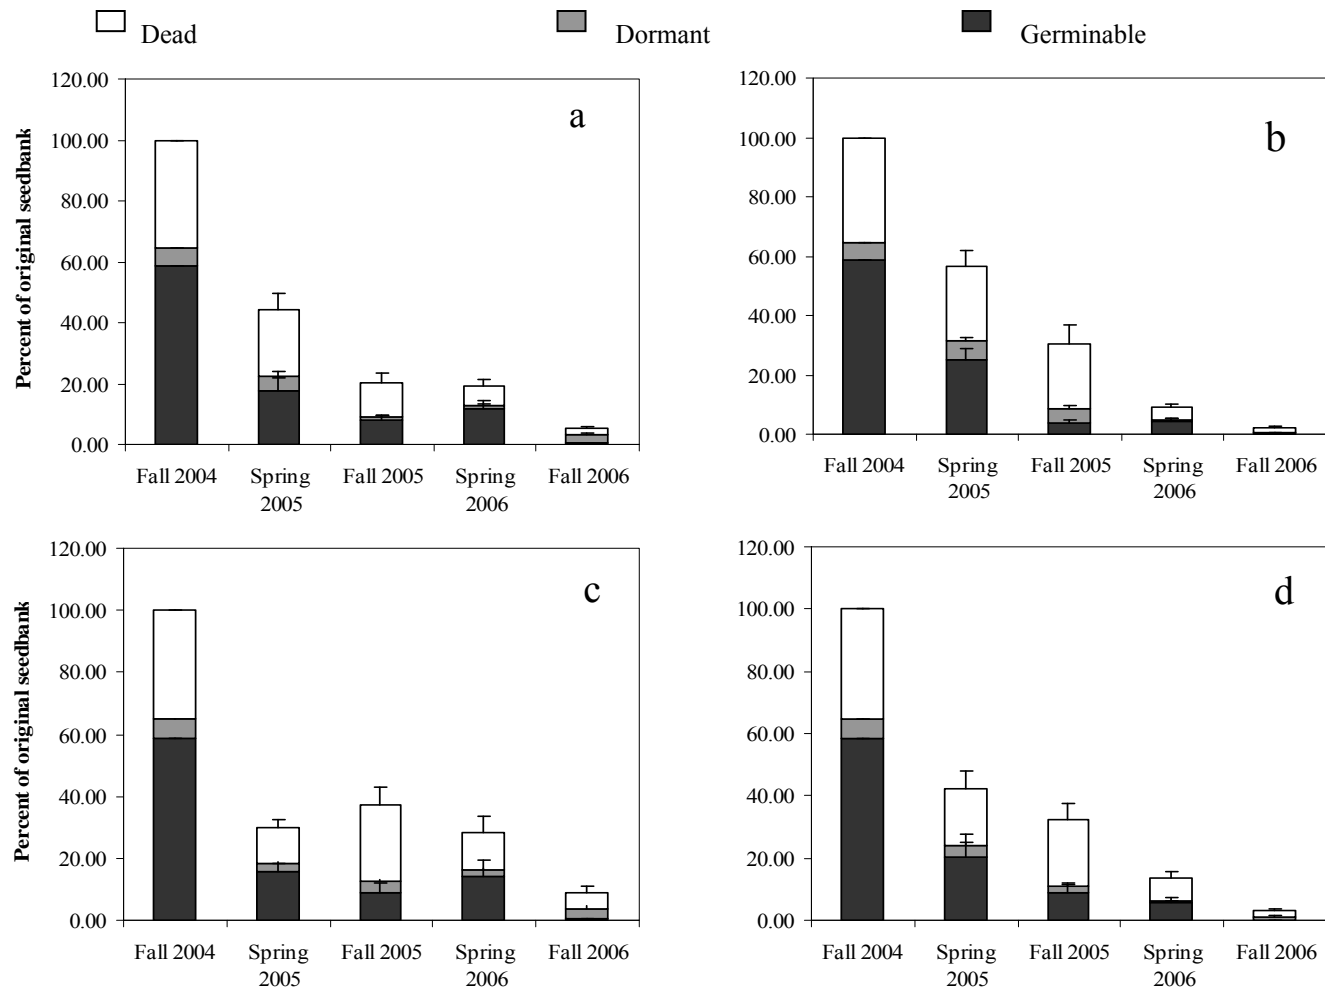 Dead
Dormant
Germinable
Percent of original seedbank
120.00
100.00
80.00
60.00
40.00
20.00
0.00
a
Fall 2004
Spring
2005
Fall 2005
Spring
2006
Fall 2006
120.00
100.00
80.00
60.00
40.00
20.00
0.00
b
Fall 2004
Spring
2005
Fall 2005
Spring
2006
Fall 2006
Percent of original seedbank
120.00
100.00
80.00
60.00
40.00
20.00
0.00
c
Fall 2004
Spring
2005
Fall 2005
Spring
2006
Fall 2006
120.00
100.00
80.00
60.00
40.00
20.00
0.00
d
Fall 2004
Spring
2005
Fall 2005
Spring
2006
Fall 2006